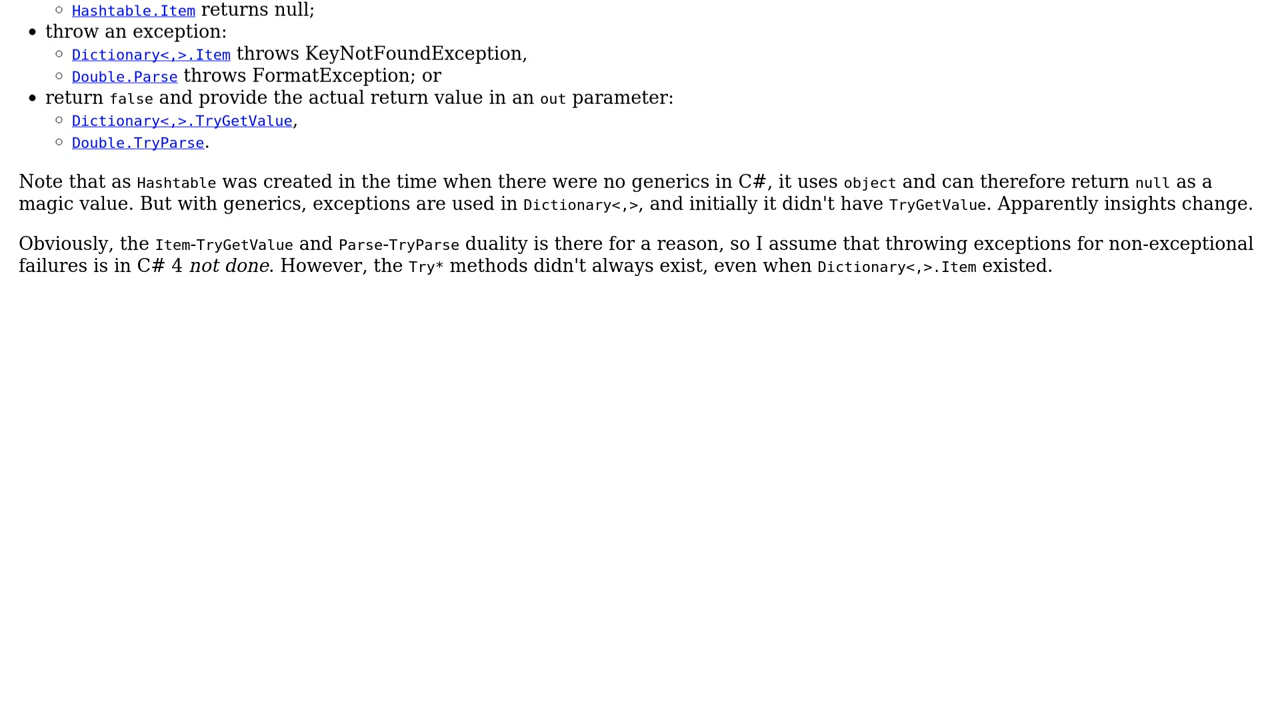 Hashtable.Item returns null;
throw an exception:
Dictionary<,>.Item throws KeyNotFoundException,
Double.Parse throws FormatException; or
return false and provide the actual return value in an out parameter:
Dictionary<,>.TryGetValue,
Double.TryParse.
Note that as Hashtable was created in the time when there were no generics in C#, it uses object and can therefore return null as a
magic value. But with generics, exceptions are used in Dictionary<,>, and initially it didn't have TryGetValue. Apparently insights change.
Obviously, the Item-TryGetValue and Parse-TryParse duality is there for a reason, so I assume that throwing exceptions for non-exceptional
failures is in C# 4 not done. However, the Try* methods didn't always exist, even when Dictionary<,>.Item existed.